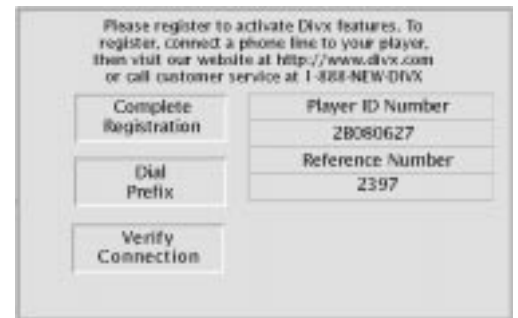 Please register to activate Divx features. To
register, connect a phone line to your player,
then visit our website at http://www.divx.com
or call customer service at 1-888-NEW-DIVX
Complete
Registration
Player ID Number
28080627
Reference Number
2397
Dial
Prefix
Verify
Connection